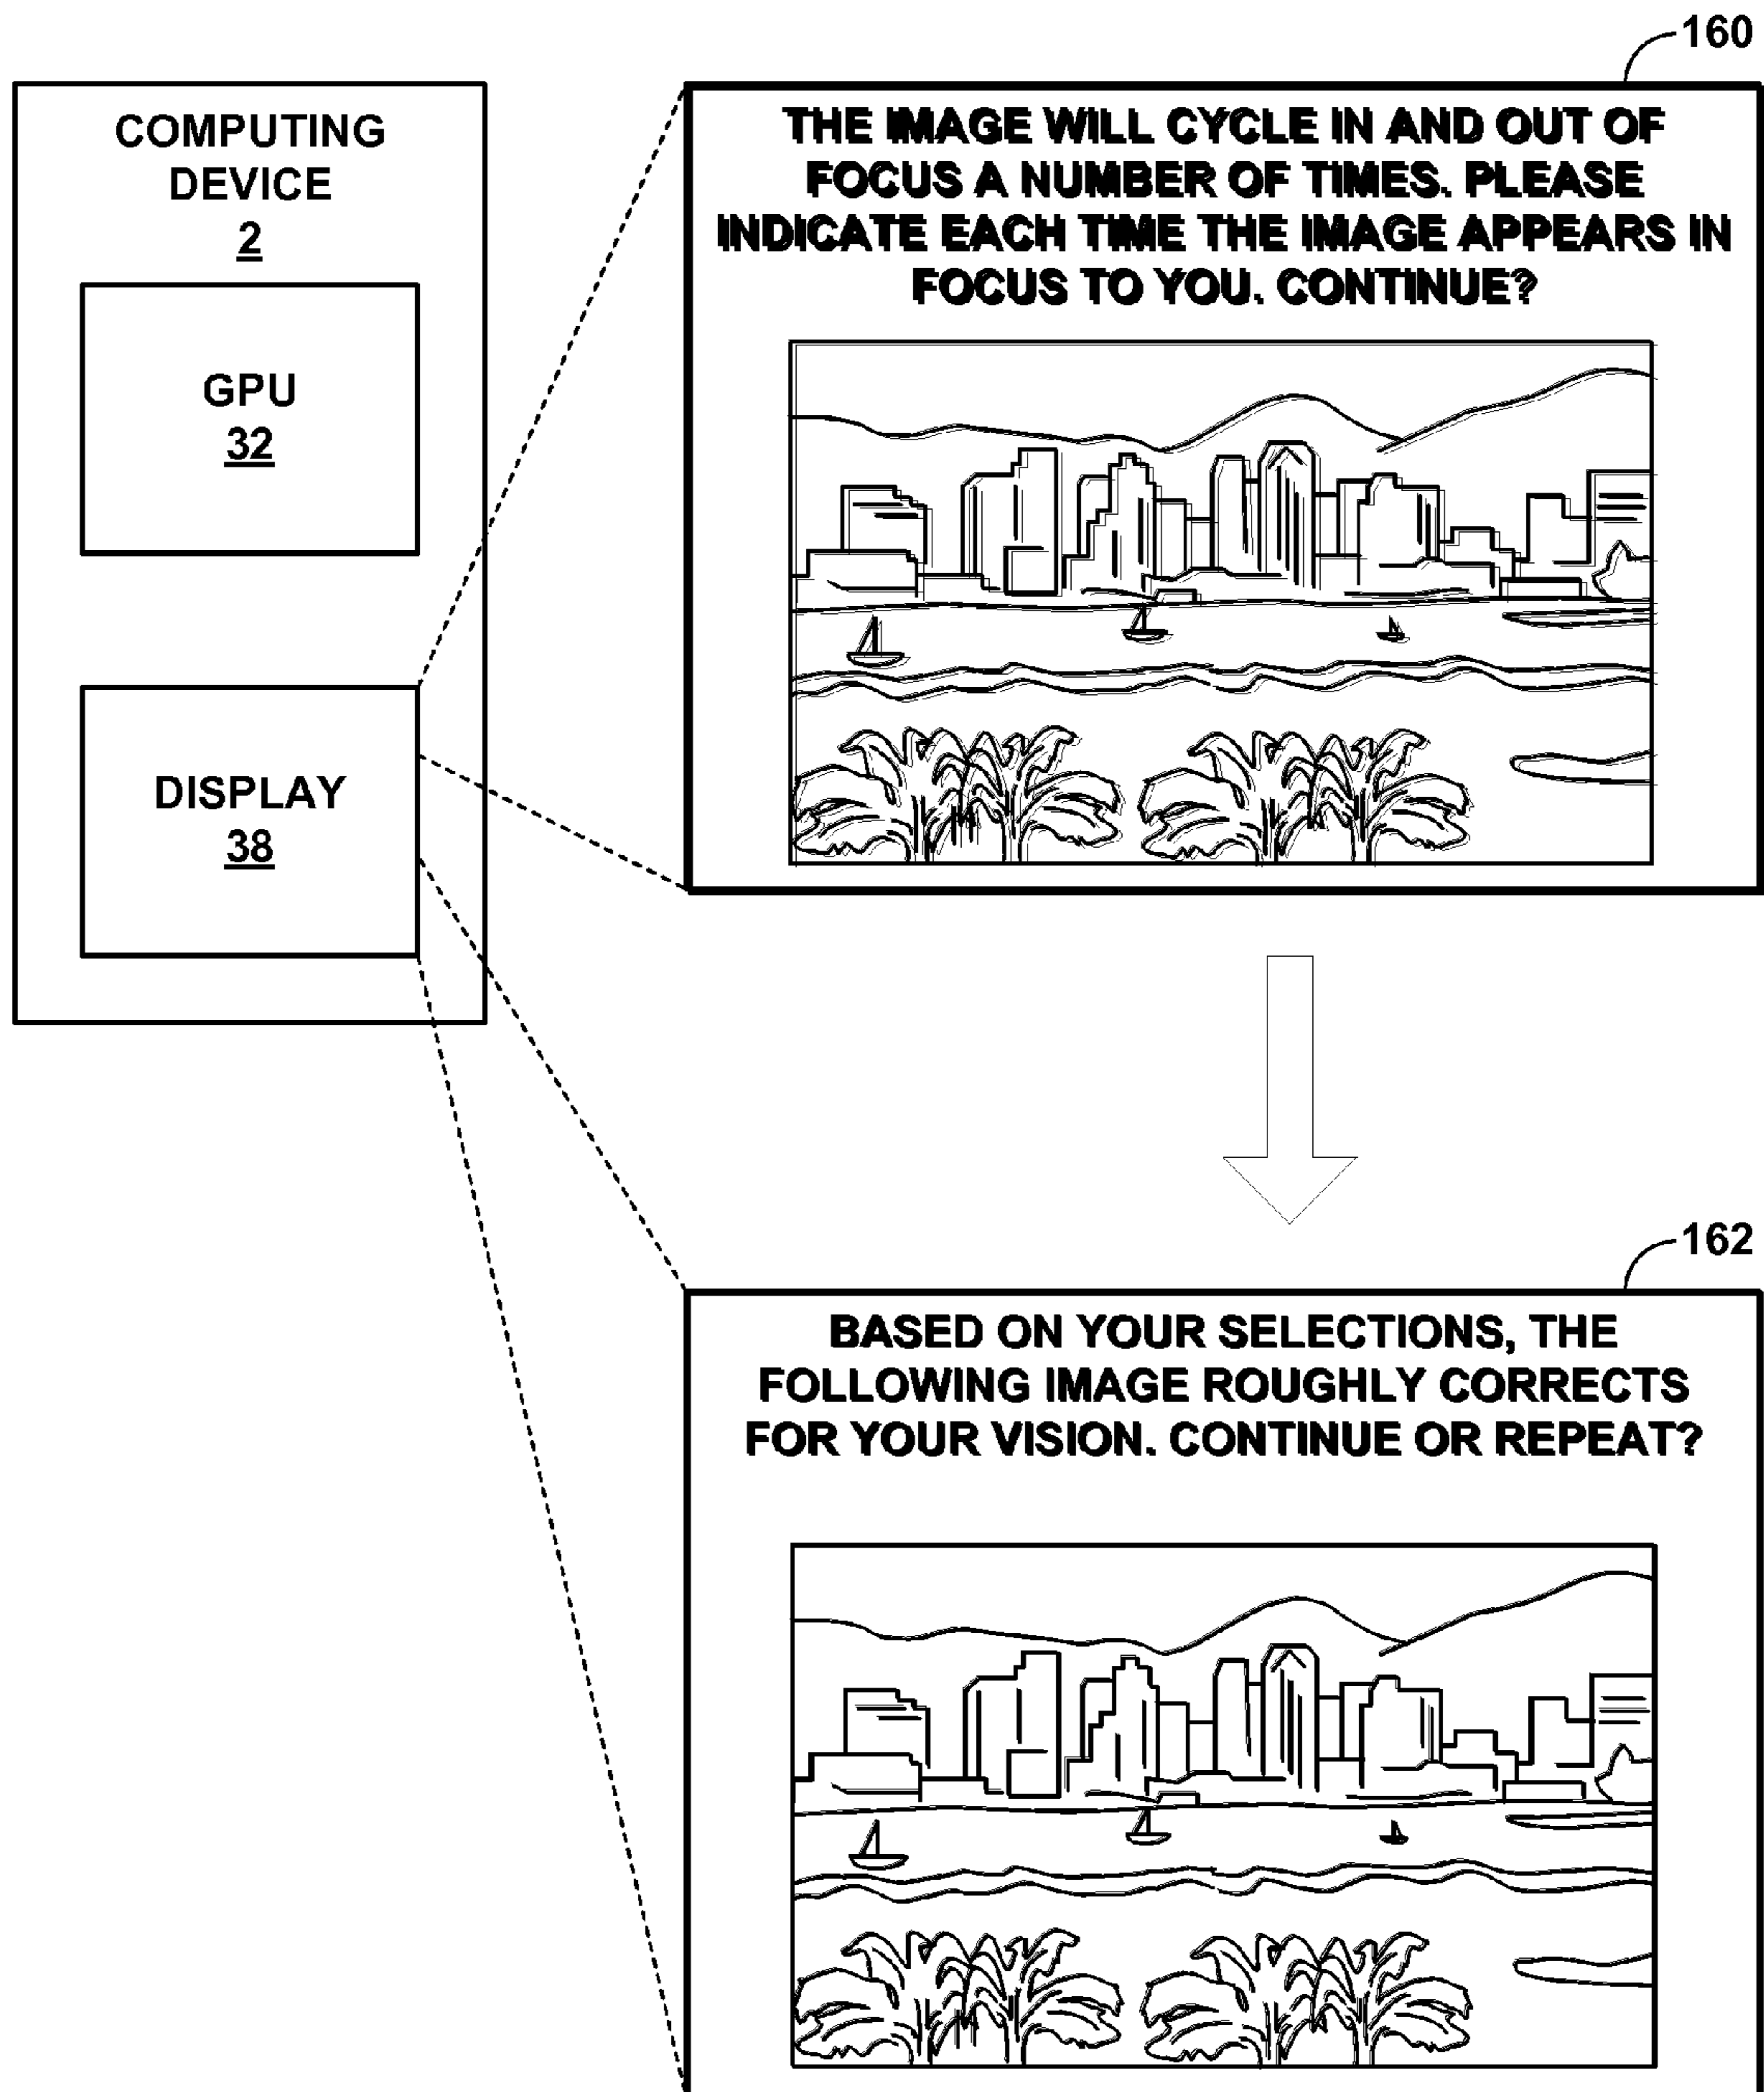 COMPUTING
DEVICE
2
GPU
32
DISPLAY
38
160
THE IMAGE WILL CYCLE IN AND OUT OF
FOCUS A NUMBER OF TIMES. PLEASE
INDICATE EACH TIME THE IMAGE APPEARS IN
FOCUS TO YOU. CONTINUE?
162
BASED ON YOUR SELECTIONS, THE
FOLLOWING IMAGE ROUGHLY CORRECTS
FOR YOUR VISION. CONTINUE OR REPEAT?